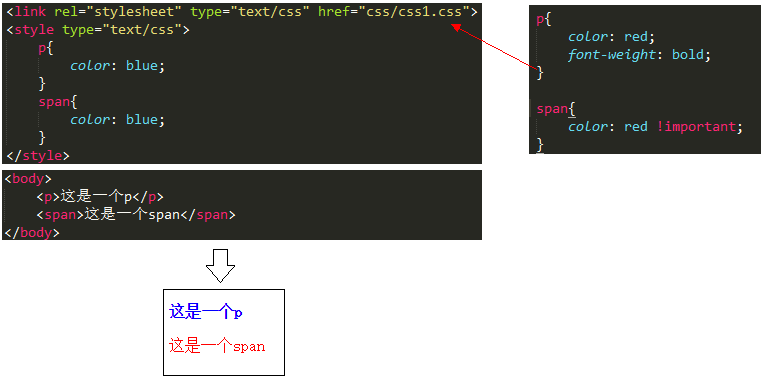 <link rel="stylesheet" type="text/css" href="css/css1.css">
<style type="text/css">
    p{
        color: blue;
    }
    span{
        color: blue;
    }
</style>
p{
    color: red;
    font-weight: bold;
}
span{
    color: red !important;
}
<body>
    <p>这是一个p</p>
    <span>这是一个span</span>
</body>
这是一个p
这是一个span